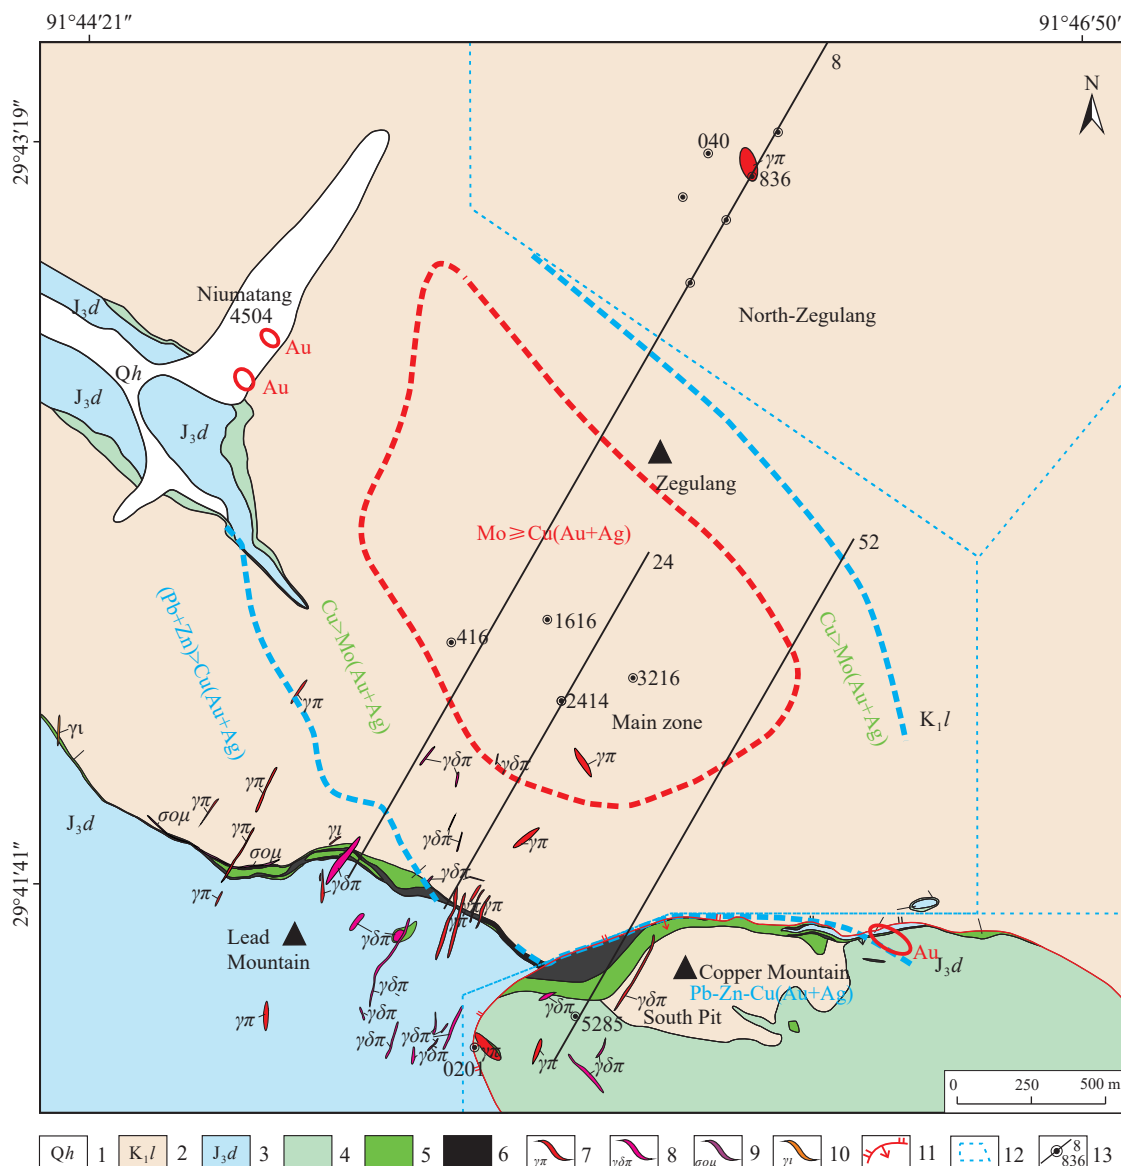 91°44′21″
91°46′50″
29°43′19″
29°41′41″
8
N
040
γπ
836
J₃d
Niumatang
4504
Au
Au
Qh
J₃d
J₃d
North-Zegulang
Zegulang
Mo⩾Cu(Au+Ag)
24
52
(Pb+Zn)>Cu(Au+Ag)
Cu>Mo(Au+Ag)
Cu>Mo(Au+Ag)
416
1616
3216
2414
Main zone
K₁l
γπ
γι
γδπ
γδπ
γπ
J₃d
σομ
γπ
γπ
γπ
σομ
γι
γδπ
γπ
γδπ
γδπ
γπ
γπ
γπ
γπ
Lead
Mountain
γδπ
γδπ
γδπ
γπ
γδπ
γδπ
γδπ
0201
γπ
γπ
γδπ
5285
γδπ
γδπ
Copper Mountain
Pb-Zn-Cu(Au+Ag)
South Pit
Au
J₃d
0 250 500 m
Qh 1 K₁l 2 J₃d 3 4 5 6 γπ 7 γδπ 8 σομ 9 γι 10 11 12 8 836 13